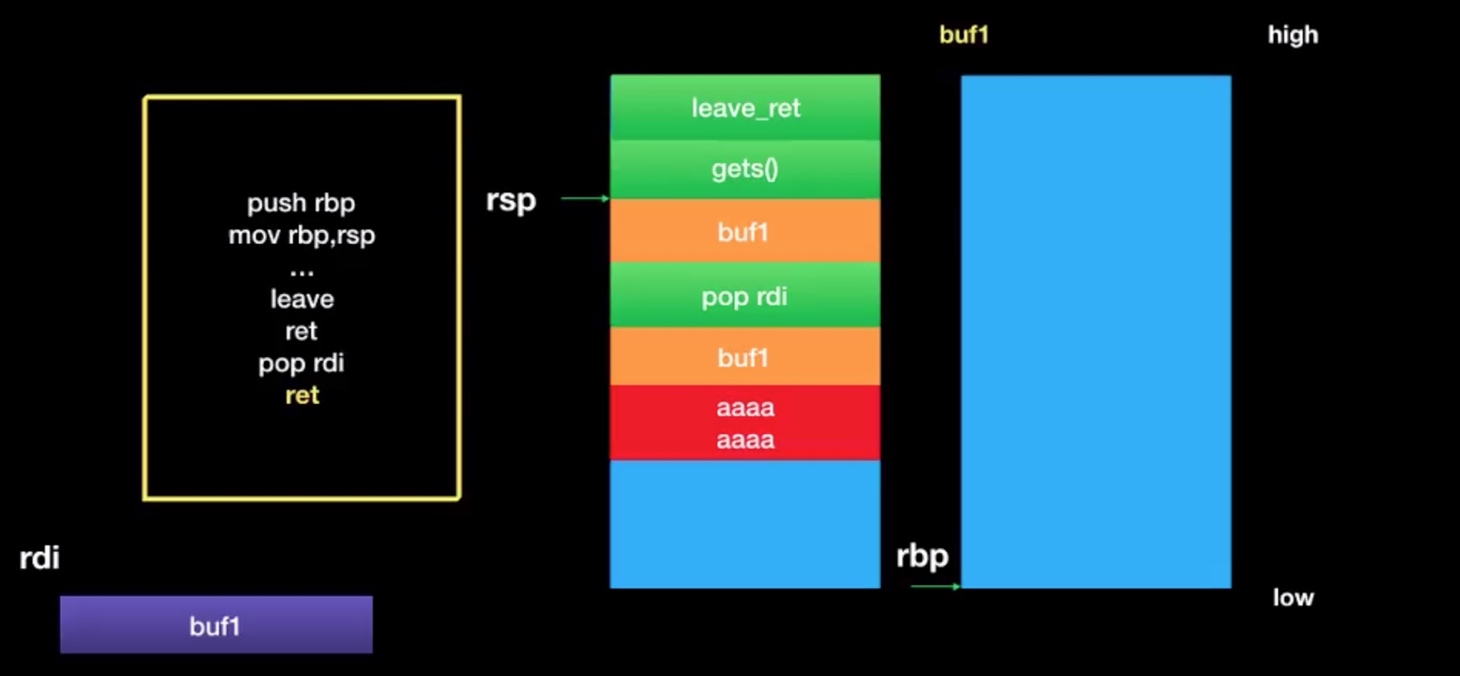 buf1
high
push rbp
mov rbp,rsp
...
leave
ret
pop rdi
ret
rdi
buf1
rsp
leave_ret
gets()
buf1
pop rdi
buf1
aaaa
aaaa
rbp
low